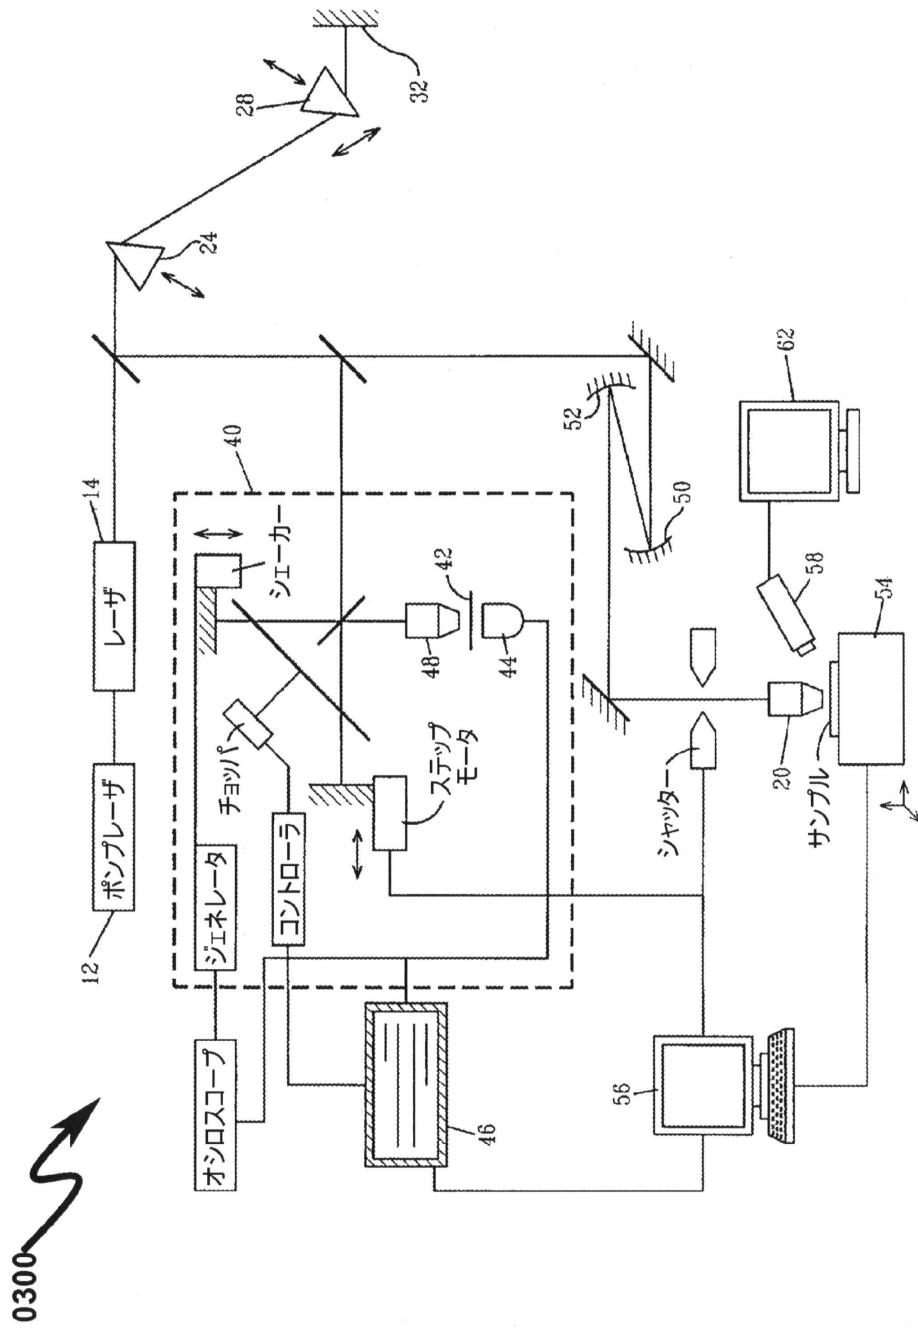 0300
12
ポンプレーザ
14
レーザ
24
28
32
40
ジェネレータ
シェーカー
オシロスコープ
チョッパ
コントローラ
ステップ
モータ
48
42
44
46
52
50
シャッター
62
58
54
20
サンプル
56